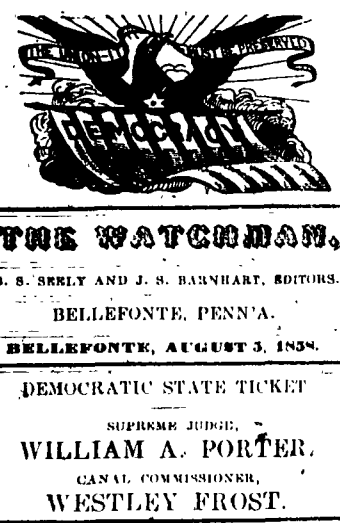 THE UNION—IT MUST BE PRESERVED
DEMOCRACY
THE WATCHMAN.
S. S. SEELY AND J. S. BARNHART, EDITORS.
BELLEFONTE, PENN'A.
BELLEFONTE, AUGUST 5, 1858.
DEMOCRATIC STATE TICKET
SUPREME JUDGE,
WILLIAM A. PORTER,
CANAL COMMISSIONER,
WESTLEY FROST.